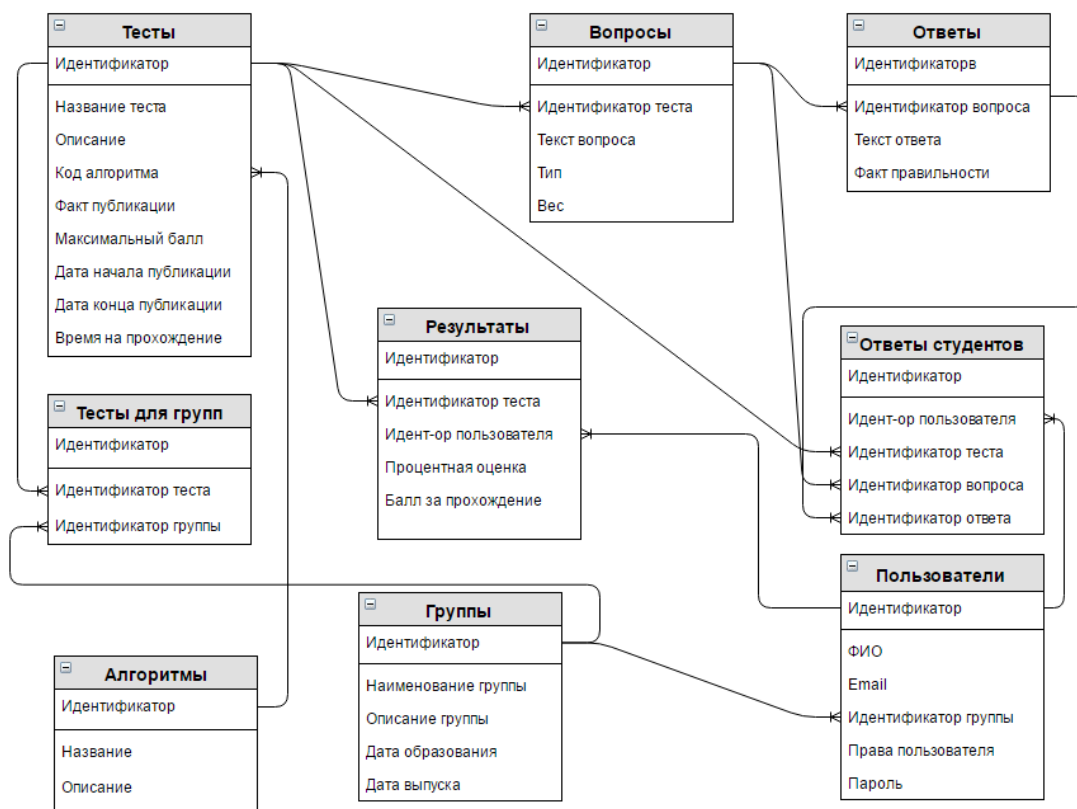 Тесты
Идентификатор
Название теста
Описание
Код алгоритма
Факт публикации
Максимальный балл
Дата начала публикации
Дата конца публикации
Время на прохождение
Вопросы
Идентификатор
Идентификатор теста
Текст вопроса
Тип
Вес
Ответы
Идентификаторв
Идентификатор вопроса
Текст ответа
Факт правильности
Результаты
Идентификатор
Идентификатор теста
Идент-ор пользователя
Процентная оценка
Балл за прохождение
Ответы студентов
Идентификатор
Идент-ор пользователя
Идентификатор теста
Идентификатор вопроса
Идентификатор ответа
Тесты для групп
Идентификатор
Идентификатор теста
Идентификатор группы
Пользователи
Идентификатор
ФИО
Email
Идентификатор группы
Права пользователя
Пароль
Группы
Идентификатор
Наименование группы
Описание группы
Дата образования
Дата выпуска
Алгоритмы
Идентификатор
Название
Описание